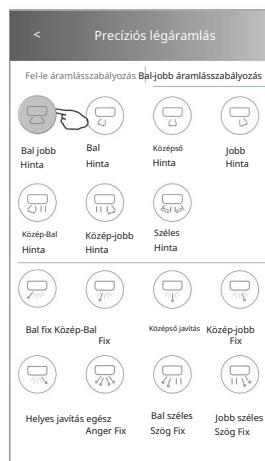 < Precíziós légáramlás
Fel-le áramlásszabályozás Bal-jobb áramlásszabályozás
Bal jobb Bal Középső Jobb
Hinta Hinta Hinta Hinta
Közép-Bal Közép-jobb Széles
Hinta Hinta Hinta
Bal fix Közép-Bal Középső javítás Közép-jobb
Fix Fix
Helyes javítás egész Bal széles Jobb széles
Anger Fix Szög Fix Szög Fix